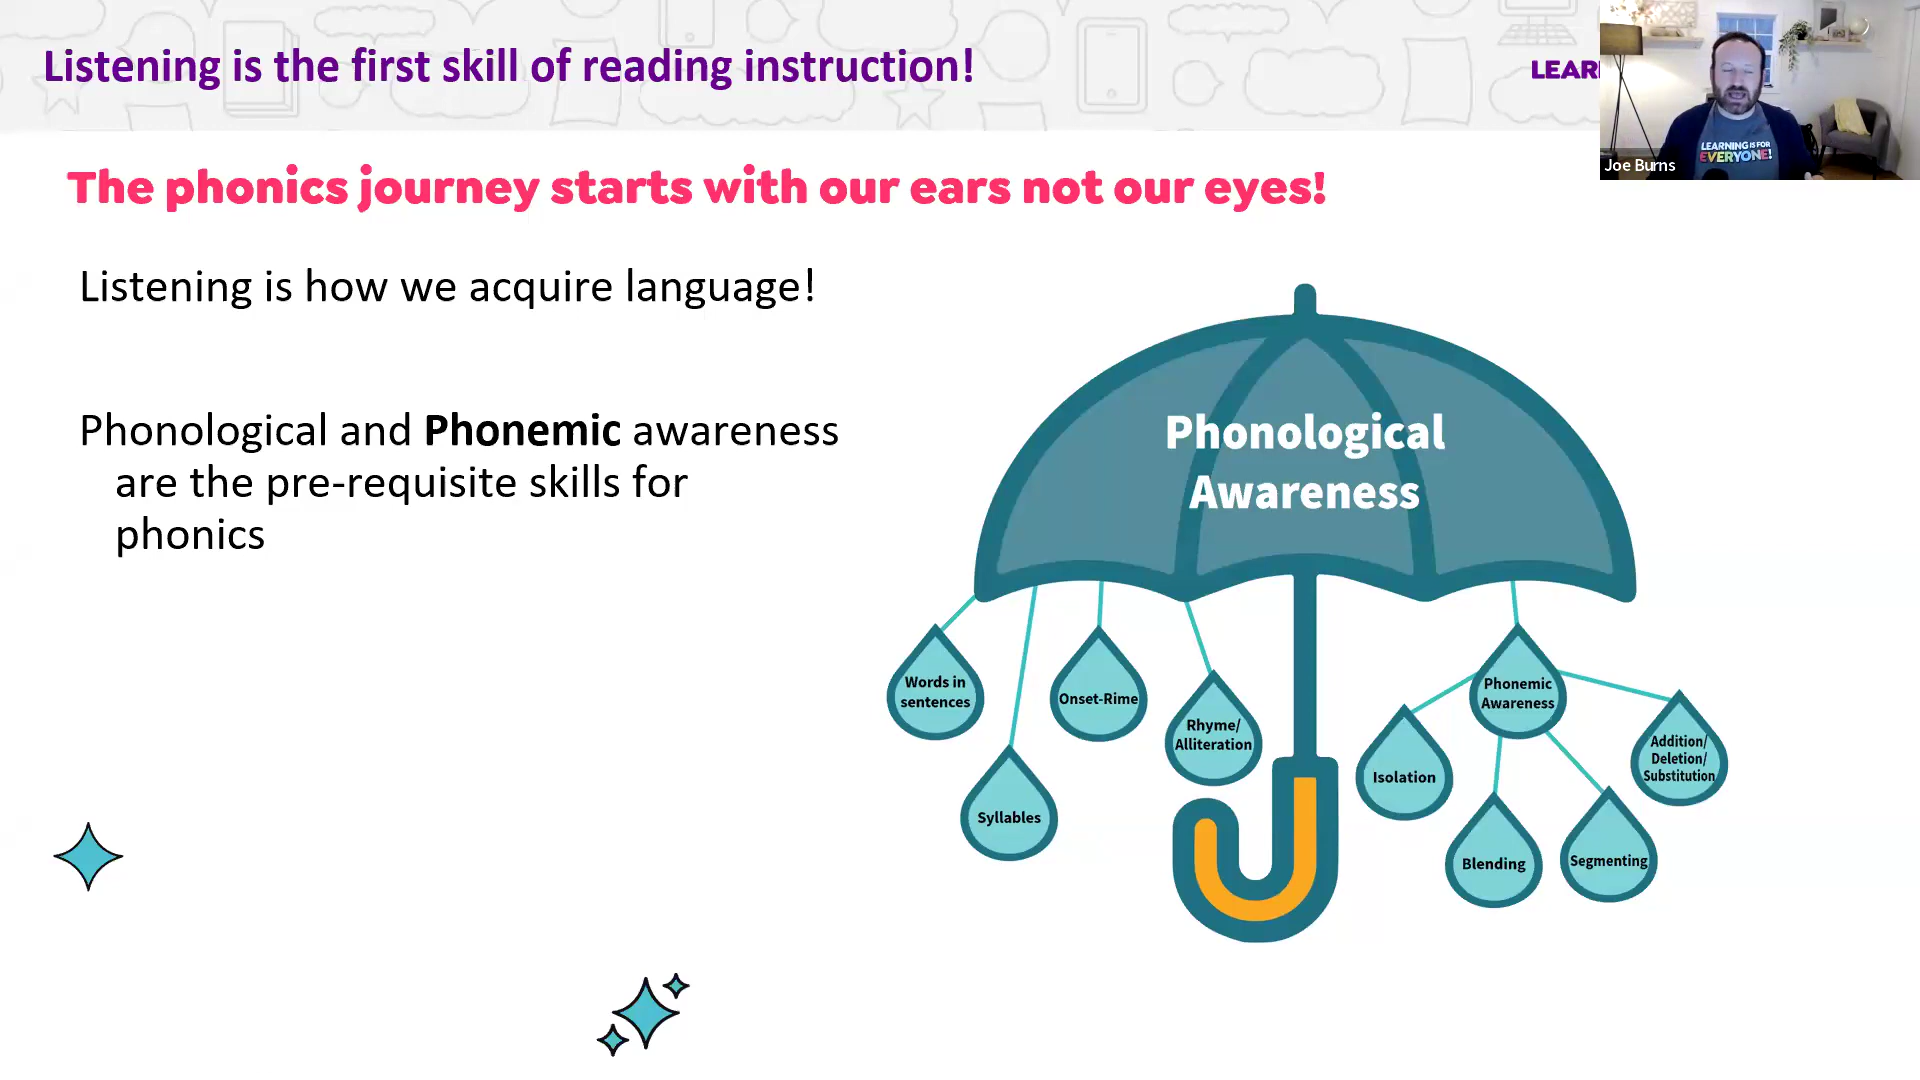 Listening is the first skill of reading instruction!
LEAR
LEARNING IS FOR
EVERYONE!
Joe Burns
The phonics journey starts with our ears not our eyes!
Listening is how we acquire language!
Phonological and Phonemic awareness
are the pre-requisite skills for
phonics
Phonological
Awareness
Words in
sentences
Syllables
Onset-Rime
Rhyme/
Alliteration
Phonemic
Awareness
Isolation
Blending
Segmenting
Addition/
Deletion/
Substitution